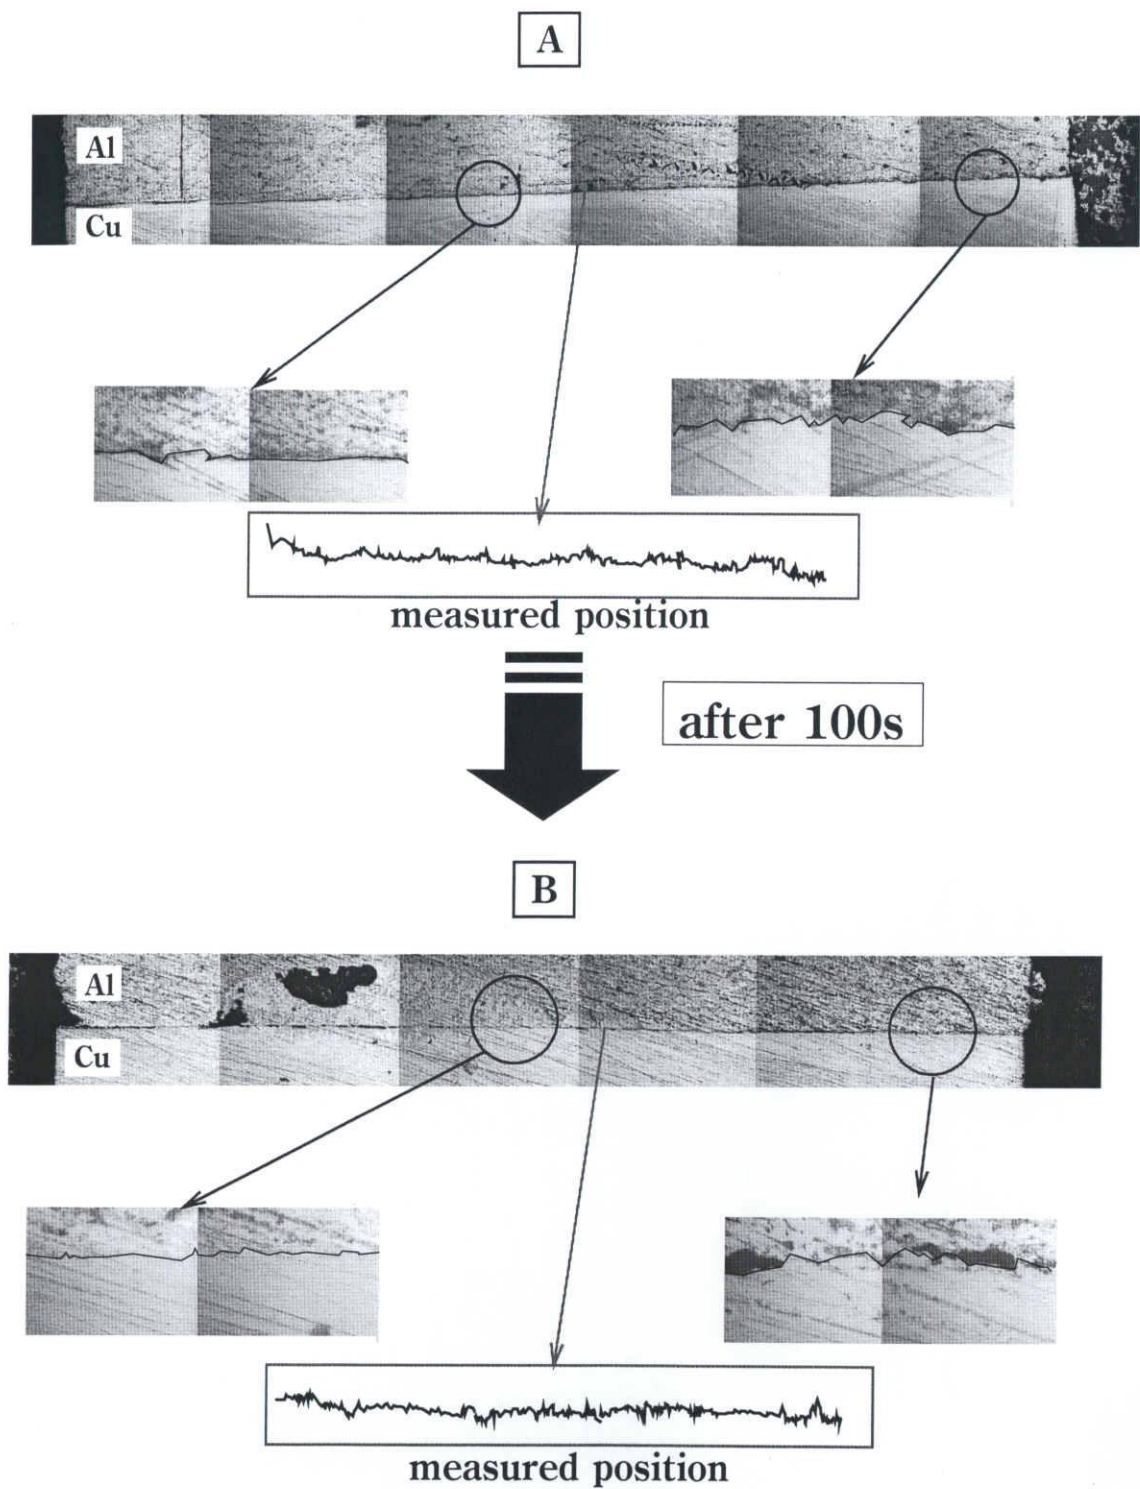 A
Al
Cu
measured position
after 100s
B
Al
Cu
measured position